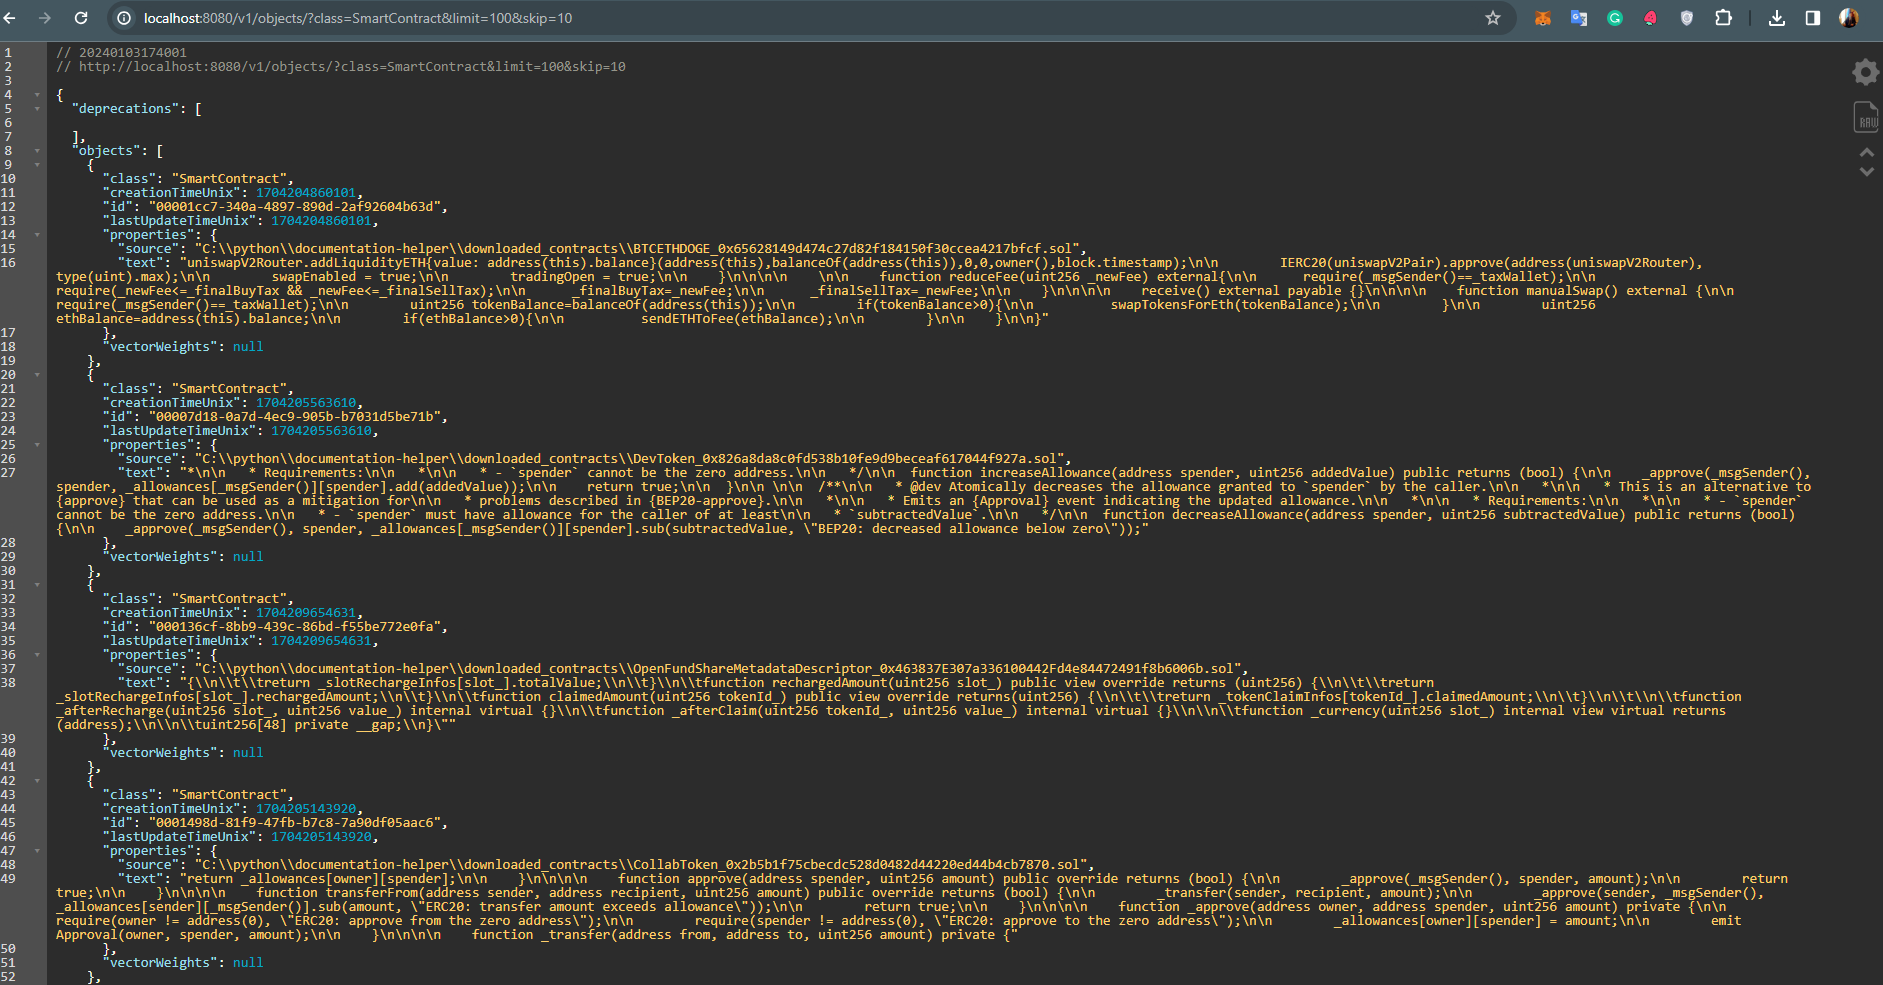 localhost:8080/v1/objects/?class=SmartContract&limit=100&skip=10
1 // 20240103174001
2 // http://localhost:8080/v1/objects/?class=SmartContract&limit=100&skip=10
3
4 {
5 "deprecations": [
6
7 ],
8 "objects": [
9 {
10 "class": "SmartContract",
11 "creationTimeUnix": 1704204860101,
12 "id": "00001cc7-340a-4897-890d-2af92604b63d",
13 "lastUpdateTimeUnix": 1704204860101,
14 "properties": {
15 "source": "C:\\python\\documentation-helper\\downloaded_contracts\\BTCETHDOGE_0x65628149d474c27d82f184150f30ccea4217bfcf.sol",
16 "text": "uniswapV2Router.addLiquidityETH{value: address(this).balance}(address(this),balanceOf(address(this)),0,0,owner(),block.timestamp);\n\n        IERC20(uniswapV2Pair).approve(address(uniswapV2Router),
type(uint).max);\n\n        swapEnabled = true;\n\n        tradingOpen = true;\n\n    }\n\n\n\n    \n\n    function reduceFee(uint256 _newFee) external{\n\n      require(_msgSender()==_taxWallet);\n\n
require(_newFee<=_finalBuyTax && _newFee<=_finalSellTax);\n\n      _finalBuyTax=_newFee;\n\n      _finalSellTax=_newFee;\n\n    }\n\n\n\n    receive() external payable {}\n\n\n\n    function manualSwap() external {\n\n
require(_msgSender()==_taxWallet);\n\n        uint256 tokenBalance=balanceOf(address(this));\n\n        if(tokenBalance>0){\n\n          swapTokensForEth(tokenBalance);\n\n        }\n\n        uint256
ethBalance=address(this).balance;\n\n        if(ethBalance>0){\n\n          sendETHToFee(ethBalance);\n\n        }\n\n    }\n\n}"
17 },
18 "vectorWeights": null
19 },
20 {
21 "class": "SmartContract",
22 "creationTimeUnix": 1704205563610,
23 "id": "00007d18-0a7d-4ec9-905b-b7031d5be71b",
24 "lastUpdateTimeUnix": 1704205563610,
25 "properties": {
26 "source": "C:\\python\\documentation-helper\\downloaded_contracts\\DevToken_0x826a8da8c0fd538b10fe9d9beceaf617044f927a.sol",
27 "text": "*\n\n   * Requirements:\n\n   *\n\n   * - `spender` cannot be the zero address.\n\n   */\n\n  function increaseAllowance(address spender, uint256 addedValue) public returns (bool) {\n\n    _approve(_msgSender(),
spender, _allowances[_msgSender()][spender].add(addedValue));\n\n    return true;\n\n  }\n\n \n\n  /**\n\n   * @dev Atomically decreases the allowance granted to `spender` by the caller.\n\n   *\n\n   * This is an alternative to
{approve} that can be used as a mitigation for\n\n   * problems described in {BEP20-approve}.\n\n   *\n\n   * Emits an {Approval} event indicating the updated allowance.\n\n   *\n\n   * Requirements:\n\n   *\n\n   * - `spender`
cannot be the zero address.\n\n   * - `spender` must have allowance for the caller of at least\n\n   * `subtractedValue`.\n\n   */\n\n  function decreaseAllowance(address spender, uint256 subtractedValue) public returns (bool)
{\n\n    _approve(_msgSender(), spender, _allowances[_msgSender()][spender].sub(subtractedValue, \"BEP20: decreased allowance below zero\"));"
28 },
29 "vectorWeights": null
30 },
31 {
32 "class": "SmartContract",
33 "creationTimeUnix": 1704209654631,
34 "id": "000136cf-8bb9-439c-86bd-f55be772e0fa",
35 "lastUpdateTimeUnix": 1704209654631,
36 "properties": {
37 "source": "C:\\python\\documentation-helper\\downloaded_contracts\\OpenFundShareMetadataDescriptor_0x463837E307a336100442Fd4e84472491f8b6006b.sol",
38 "text": "{\\n\\t\\treturn _slotRechargeInfos[slot_].totalValue;\\n\\t}\\n\\tfunction rechargedAmount(uint256 slot_) public view override returns (uint256) {\\n\\t\\treturn
_slotRechargeInfos[slot_].rechargedAmount;\\n\\t}\\n\\tfunction claimedAmount(uint256 tokenId_) public view override returns(uint256) {\\n\\t\\treturn _tokenClaimInfos[tokenId_].claimedAmount;\\n\\t}\\n\\t\\n\\tfunction
_afterRecharge(uint256 slot_, uint256 value_) internal virtual {}\\n\\tfunction _afterClaim(uint256 tokenId_, uint256 value_) internal virtual {}\\n\\n\\tfunction _currency(uint256 slot_) internal view virtual returns
(address);\\n\\n\\tuint256[48] private __gap;\\n}\""
39 },
40 "vectorWeights": null
41 },
42 {
43 "class": "SmartContract",
44 "creationTimeUnix": 1704205143920,
45 "id": "0001498d-81f9-47fb-b7c8-7a90df05aac6",
46 "lastUpdateTimeUnix": 1704205143920,
47 "properties": {
48 "source": "C:\\python\\documentation-helper\\downloaded_contracts\\CollabToken_0x2b5b1f75cbecdc528d0482d44220ed44b4cb7870.sol",
49 "text": "return _allowances[owner][spender];\n\n    }\n\n\n\n    function approve(address spender, uint256 amount) public override returns (bool) {\n\n        _approve(_msgSender(), spender, amount);\n\n        return
true;\n\n    }\n\n\n\n    function transferFrom(address sender, address recipient, uint256 amount) public override returns (bool) {\n\n        _transfer(sender, recipient, amount);\n\n        _approve(sender, _msgSender(),
_allowances[sender][_msgSender()].sub(amount, \"ERC20: transfer amount exceeds allowance\"));\n\n        return true;\n\n    }\n\n\n\n    function _approve(address owner, address spender, uint256 amount) private {\n\n
require(owner != address(0), \"ERC20: approve from the zero address\");\n\n        require(spender != address(0), \"ERC20: approve to the zero address\");\n\n        _allowances[owner][spender] = amount;\n\n        emit
Approval(owner, spender, amount);\n\n    }\n\n\n\n    function _transfer(address from, address to, uint256 amount) private {"
50 },
51 "vectorWeights": null
52 },
RAW